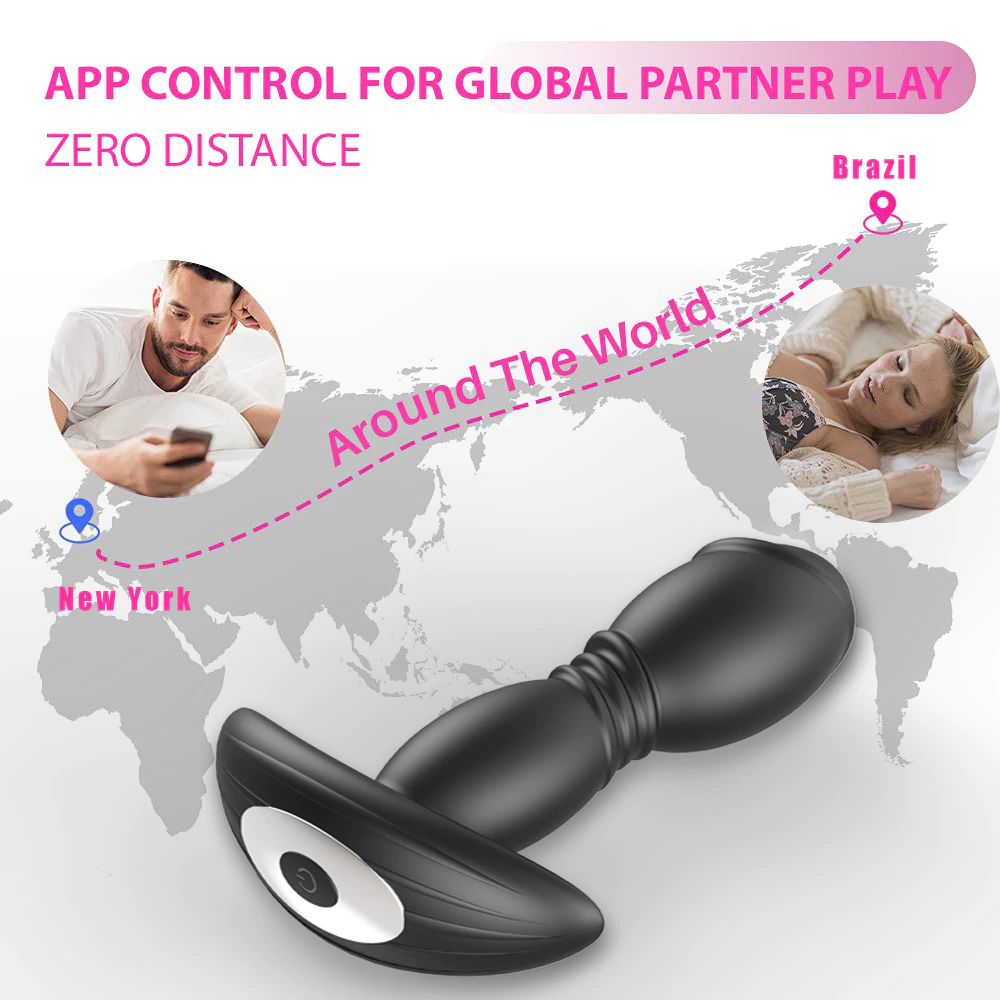 APP CONTROL FOR GLOBAL PARTNER PLAY
ZERO DISTANCE
Brazil
Around The World
New York